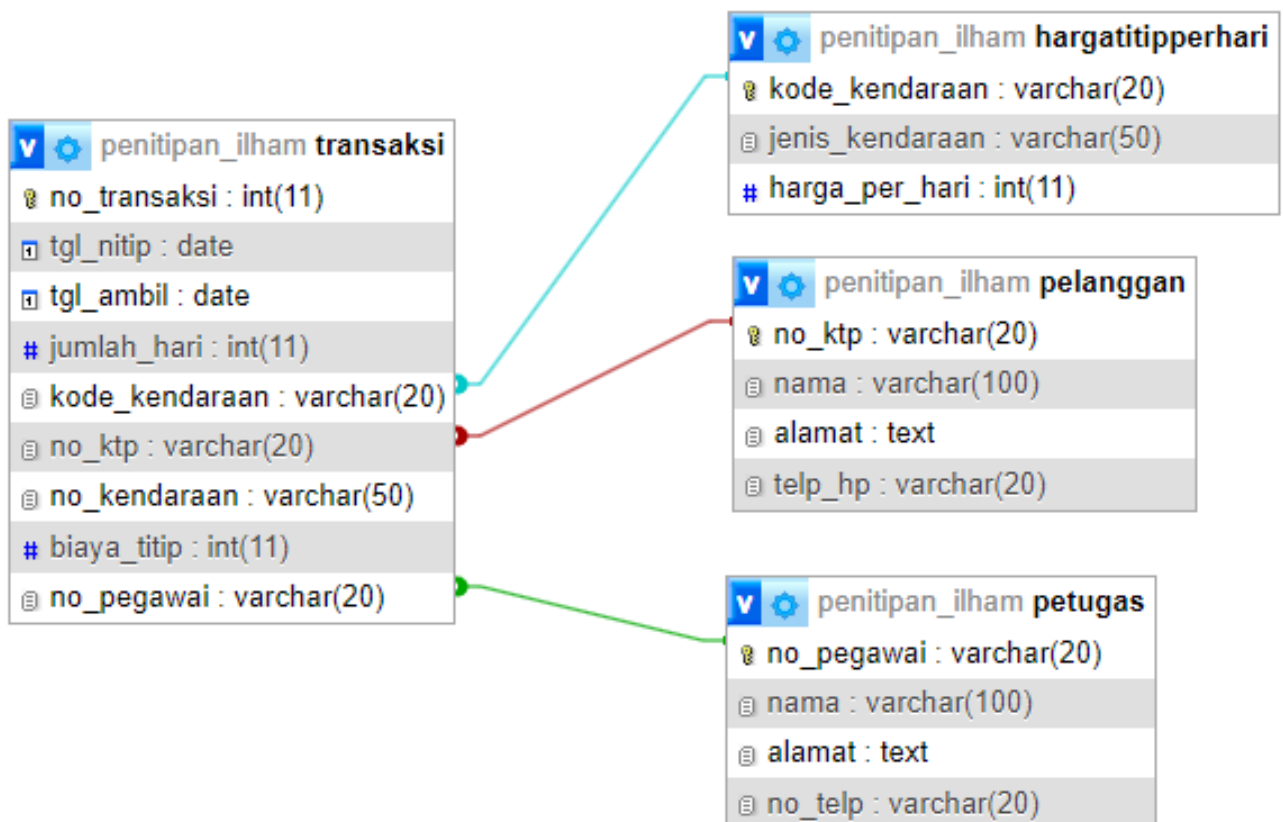 penitipan_ilham transaksi
no_transaksi : int(11)
tgl_nitip : date
tgl_ambil : date
# jumlah_hari : int(11)
kode_kendaraan : varchar(20)
no_ktp : varchar(20)
no_kendaraan : varchar(50)
# biaya_titip : int(11)
no_pegawai : varchar(20)
v penitipan_ilham hargatitipperhari
kode_kendaraan : varchar(20)
jenis_kendaraan : varchar(50)
# harga_per_hari : int(11)
v penitipan_ilham pelanggan
no_ktp : varchar(20)
nama : varchar(100)
alamat : text
telp_hp : varchar(20)
v penitipan_ilham petugas
no_pegawai : varchar(20)
nama : varchar(100)
alamat : text
no_telp : varchar(20)